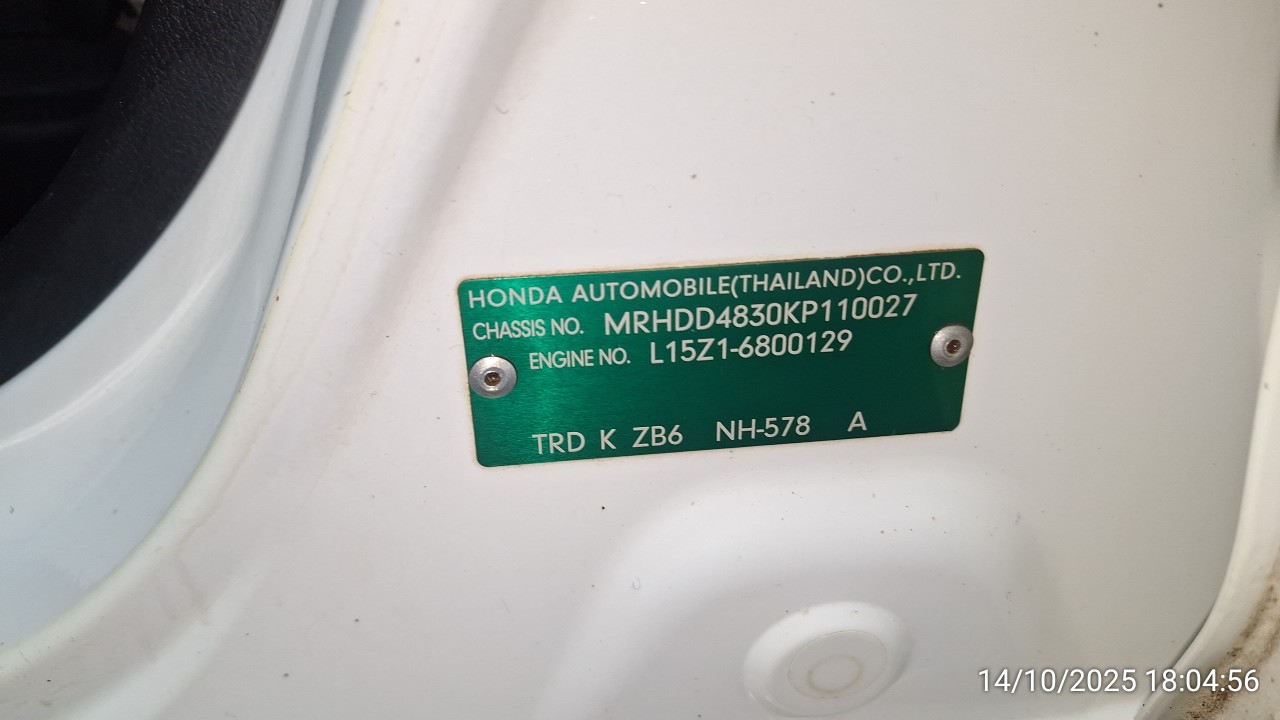 HONDA AUTOMOBILE(THAILAND)CO.,LTD.
CHASSIS NO. MRHDD4830KP110027
ENGINE NO. L15Z1-6800129
TRD K ZB6 NH-578 A
14/10/2025 18:04:56